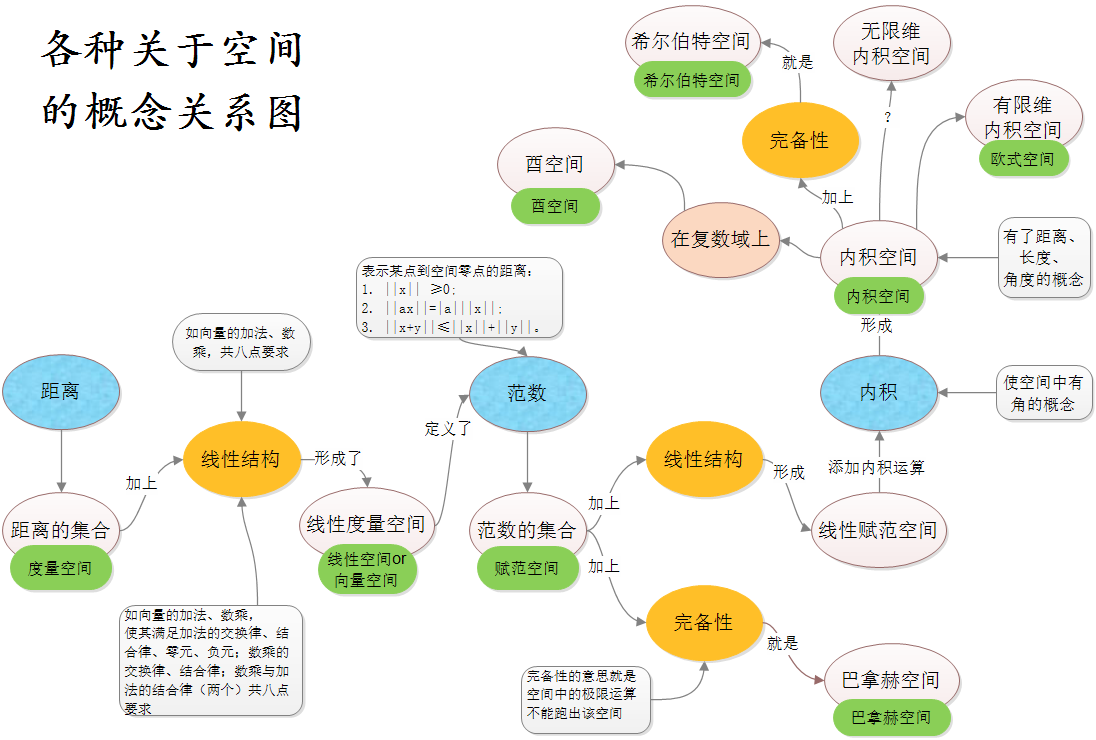 各种关于空间
的概念关系图
希尔伯特空间
希尔伯特空间
就是
无限维
内积空间
?
有限维
内积空间
欧式空间
完备性
加上
酉空间
酉空间
在复数域上
内积空间
内积空间
有了距离、
长度、
角度的概念
形成
表示某点到空间零点的距离:
1. ||x|| ≥0;
2. ||ax||=|a|||x||;
3. ||x+y||≤||x||+||y||。
如向量的加法、数
乘,共八点要求
距离
范数
内积
使空间中有
角的概念
定义了
线性结构
形成了
加上
线性结构
形成
添加内积运算
加上
距离的集合
度量空间
线性度量空间
线性空间or
向量空间
范数的集合
赋范空间
线性赋范空间
加上
如向量的加法、数乘,
使其满足加法的交换律、结
合律、零元、负元;数乘的
交换律、结合律;数乘与加
法的结合律(两个)共八点
要求
完备性
就是
完备性的意思就是
空间中的极限运算
不能跑出该空间
巴拿赫空间
巴拿赫空间